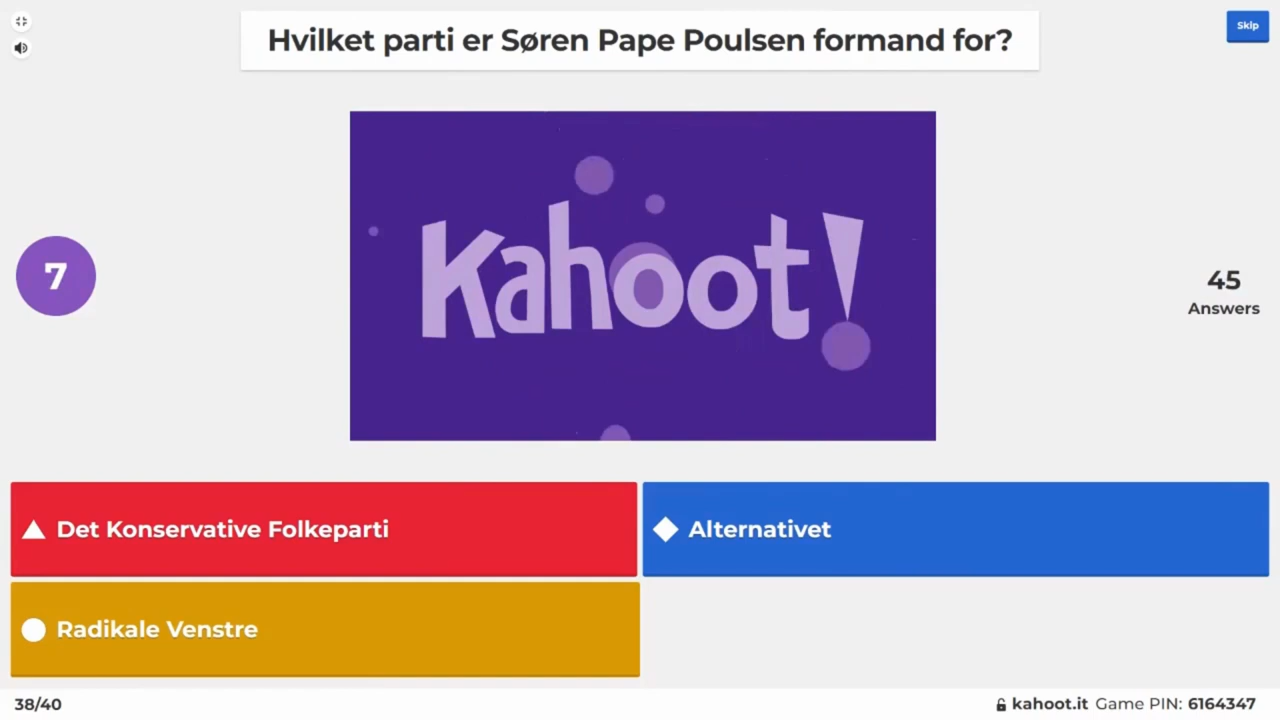 Hvilket parti er Søren Pape Poulsen formand for?
Skip
Kahoot!
7
45
Answers
Det Konservative Folkeparti
Alternativet
Radikale Venstre
38/40
kahoot.it Game PIN: 6164347